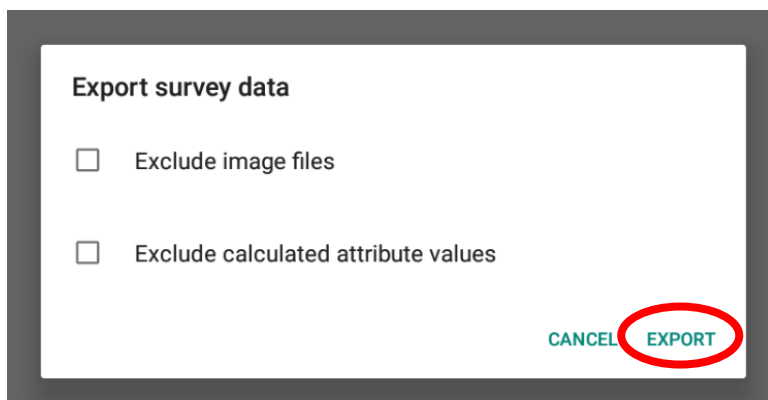 Export survey data
Exclude image files
Exclude calculated attribute values
CANCEL EXPORT